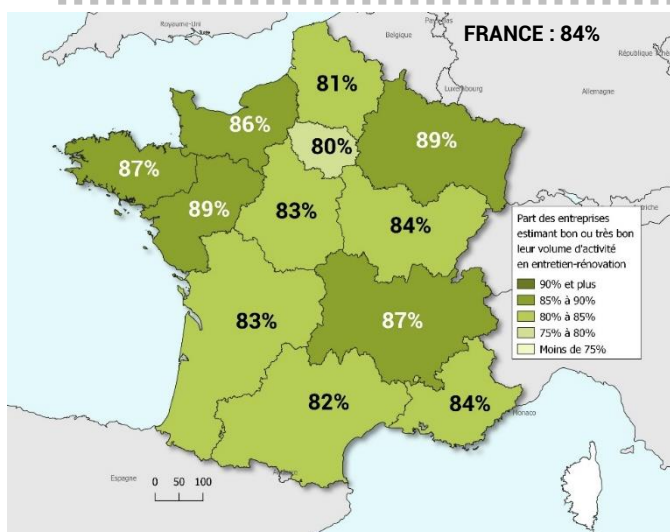 Royaume-Uni
Belgique
FRANCE : 84%
Luxembourg
Allemagne
81%
86%
80%
89%
87%
89%
83%
84%
83%
87%
82%
84%
Monaco
Espagne
0 50 100
Part des entreprises
estimant bon ou très bon
leur volume d'activité
en entretien-rénovation
90% et plus
85% à 90%
80% à 85%
75% à 80%
Moins de 75%